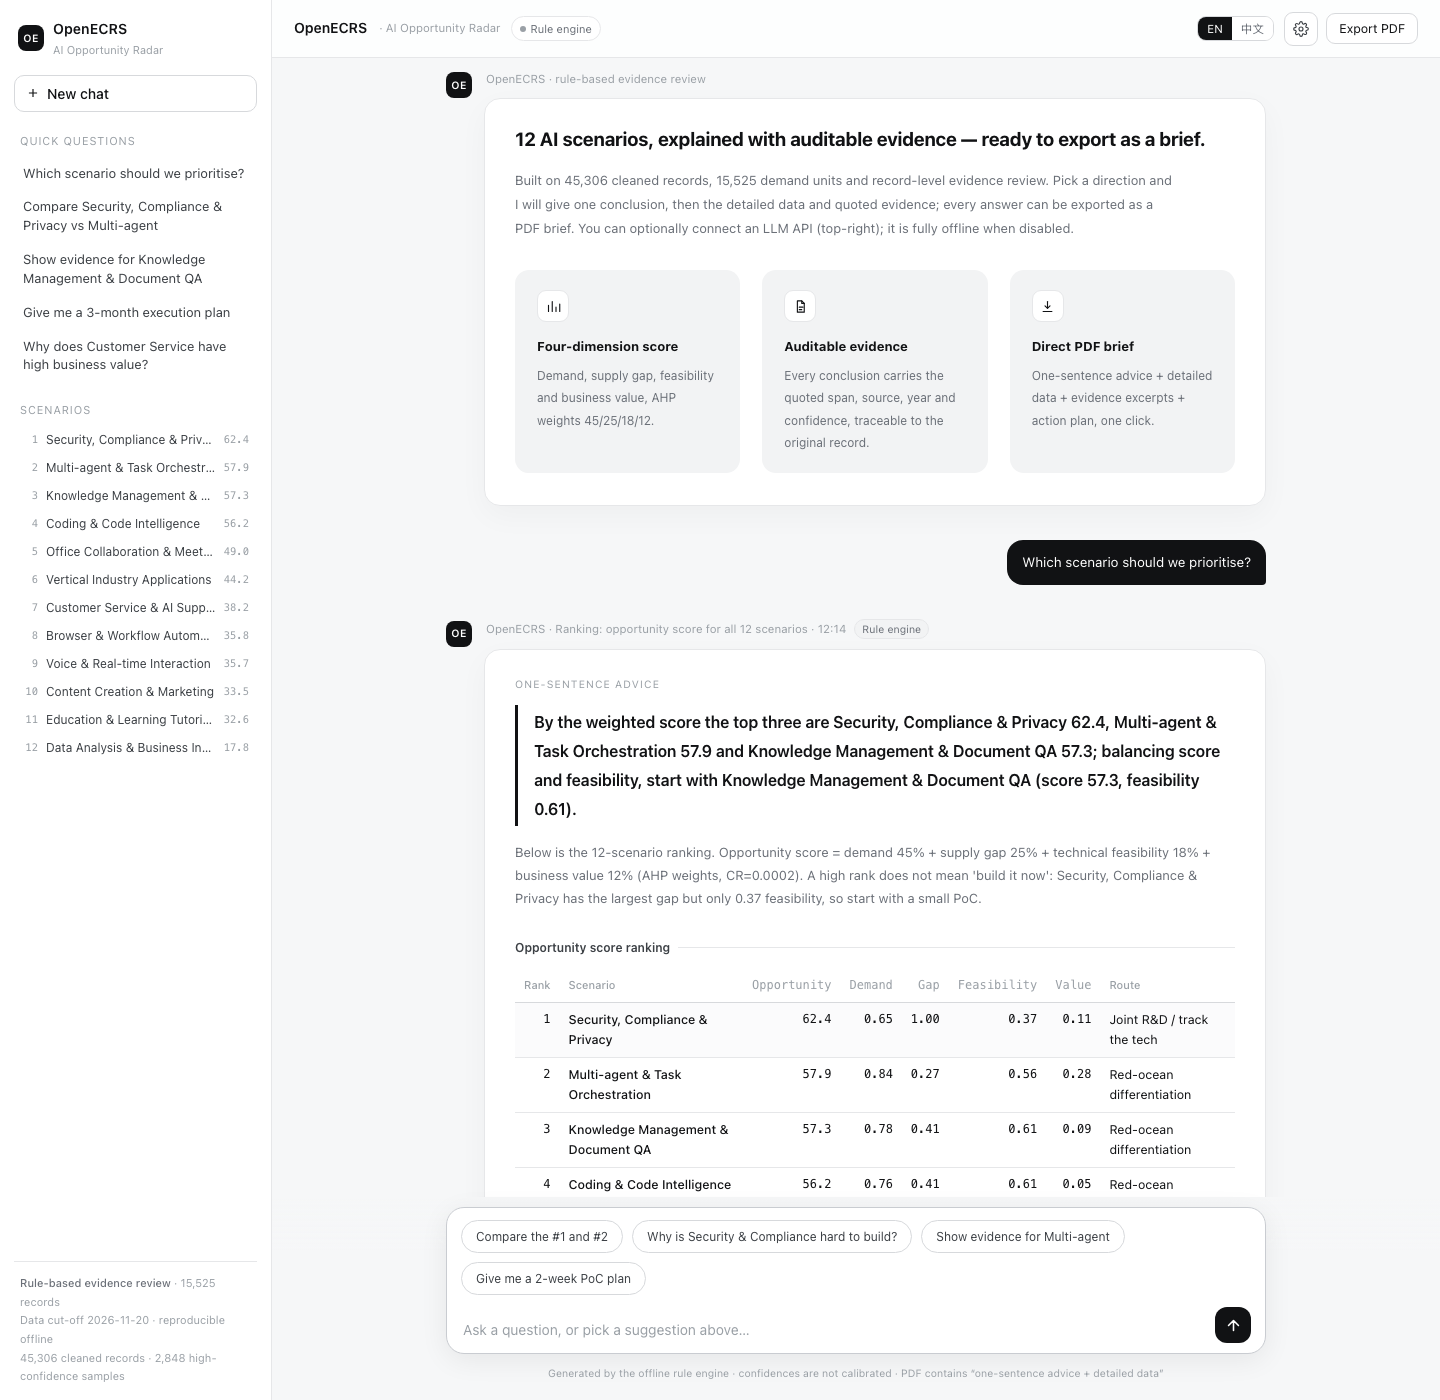 OE
OpenECRS
AI Opportunity Radar
+ New chat
QUICK QUESTIONS
Which scenario should we prioritise?
Compare Security, Compliance &
Privacy vs Multi-agent
Show evidence for Knowledge
Management & Document QA
Give me a 3-month execution plan
Why does Customer Service have
high business value?
SCENARIOS
1 Security, Compliance & Priv... 62.4
2 Multi-agent & Task Orchestr... 57.9
3 Knowledge Management & ... 57.3
4 Coding & Code Intelligence 56.2
5 Office Collaboration & Meet... 49.0
6 Vertical Industry Applications 44.2
7 Customer Service & AI Supp... 38.2
8 Browser & Workflow Autom... 35.8
9 Voice & Real-time Interaction 35.7
10 Content Creation & Marketing 33.5
11 Education & Learning Tutori... 32.6
12 Data Analysis & Business In... 17.8
Rule-based evidence review · 15,525
records
Data cut-off 2026-11-20 · reproducible
offline
45,306 cleaned records · 2,848 high-
confidence samples
OpenECRS · AI Opportunity Radar Rule engine
EN 中文 Export PDF
OE OpenECRS · rule-based evidence review
12 AI scenarios, explained with auditable evidence — ready to export as a brief.
Built on 45,306 cleaned records, 15,525 demand units and record-level evidence review. Pick a direction and
I will give one conclusion, then the detailed data and quoted evidence; every answer can be exported as a
PDF brief. You can optionally connect an LLM API (top-right); it is fully offline when disabled.
Four-dimension score
Demand, supply gap, feasibility
and business value, AHP
weights 45/25/18/12.
Auditable evidence
Every conclusion carries the
quoted span, source, year and
confidence, traceable to the
original record.
Direct PDF brief
One-sentence advice + detailed
data + evidence excerpts +
action plan, one click.
Which scenario should we prioritise?
OE OpenECRS · Ranking: opportunity score for all 12 scenarios · 12:14 Rule engine
ONE-SENTENCE ADVICE
By the weighted score the top three are Security, Compliance & Privacy 62.4, Multi-agent &
Task Orchestration 57.9 and Knowledge Management & Document QA 57.3; balancing score
and feasibility, start with Knowledge Management & Document QA (score 57.3, feasibility
0.61).
Below is the 12-scenario ranking. Opportunity score = demand 45% + supply gap 25% + technical feasibility 18% +
business value 12% (AHP weights, CR=0.0002). A high rank does not mean 'build it now': Security, Compliance &
Privacy has the largest gap but only 0.37 feasibility, so start with a small PoC.
Opportunity score ranking
Rank Scenario Opportunity Demand Gap Feasibility Value Route
1 Security, Compliance & 62.4 0.65 1.00 0.37 0.11 Joint R&D / track
Privacy the tech
2 Multi-agent & Task 57.9 0.84 0.27 0.56 0.28 Red-ocean
Orchestration differentiation
3 Knowledge Management & 57.3 0.78 0.41 0.61 0.09 Red-ocean
Document QA differentiation
4 Coding & Code Intelligence 56.2 0.76 0.41 0.61 0.05 Red-ocean
Compare the #1 and #2 Why is Security & Compliance hard to build? Show evidence for Multi-agent
Give me a 2-week PoC plan
Ask a question, or pick a suggestion above...
Generated by the offline rule engine · confidences are not calibrated · PDF contains "one-sentence advice + detailed data"